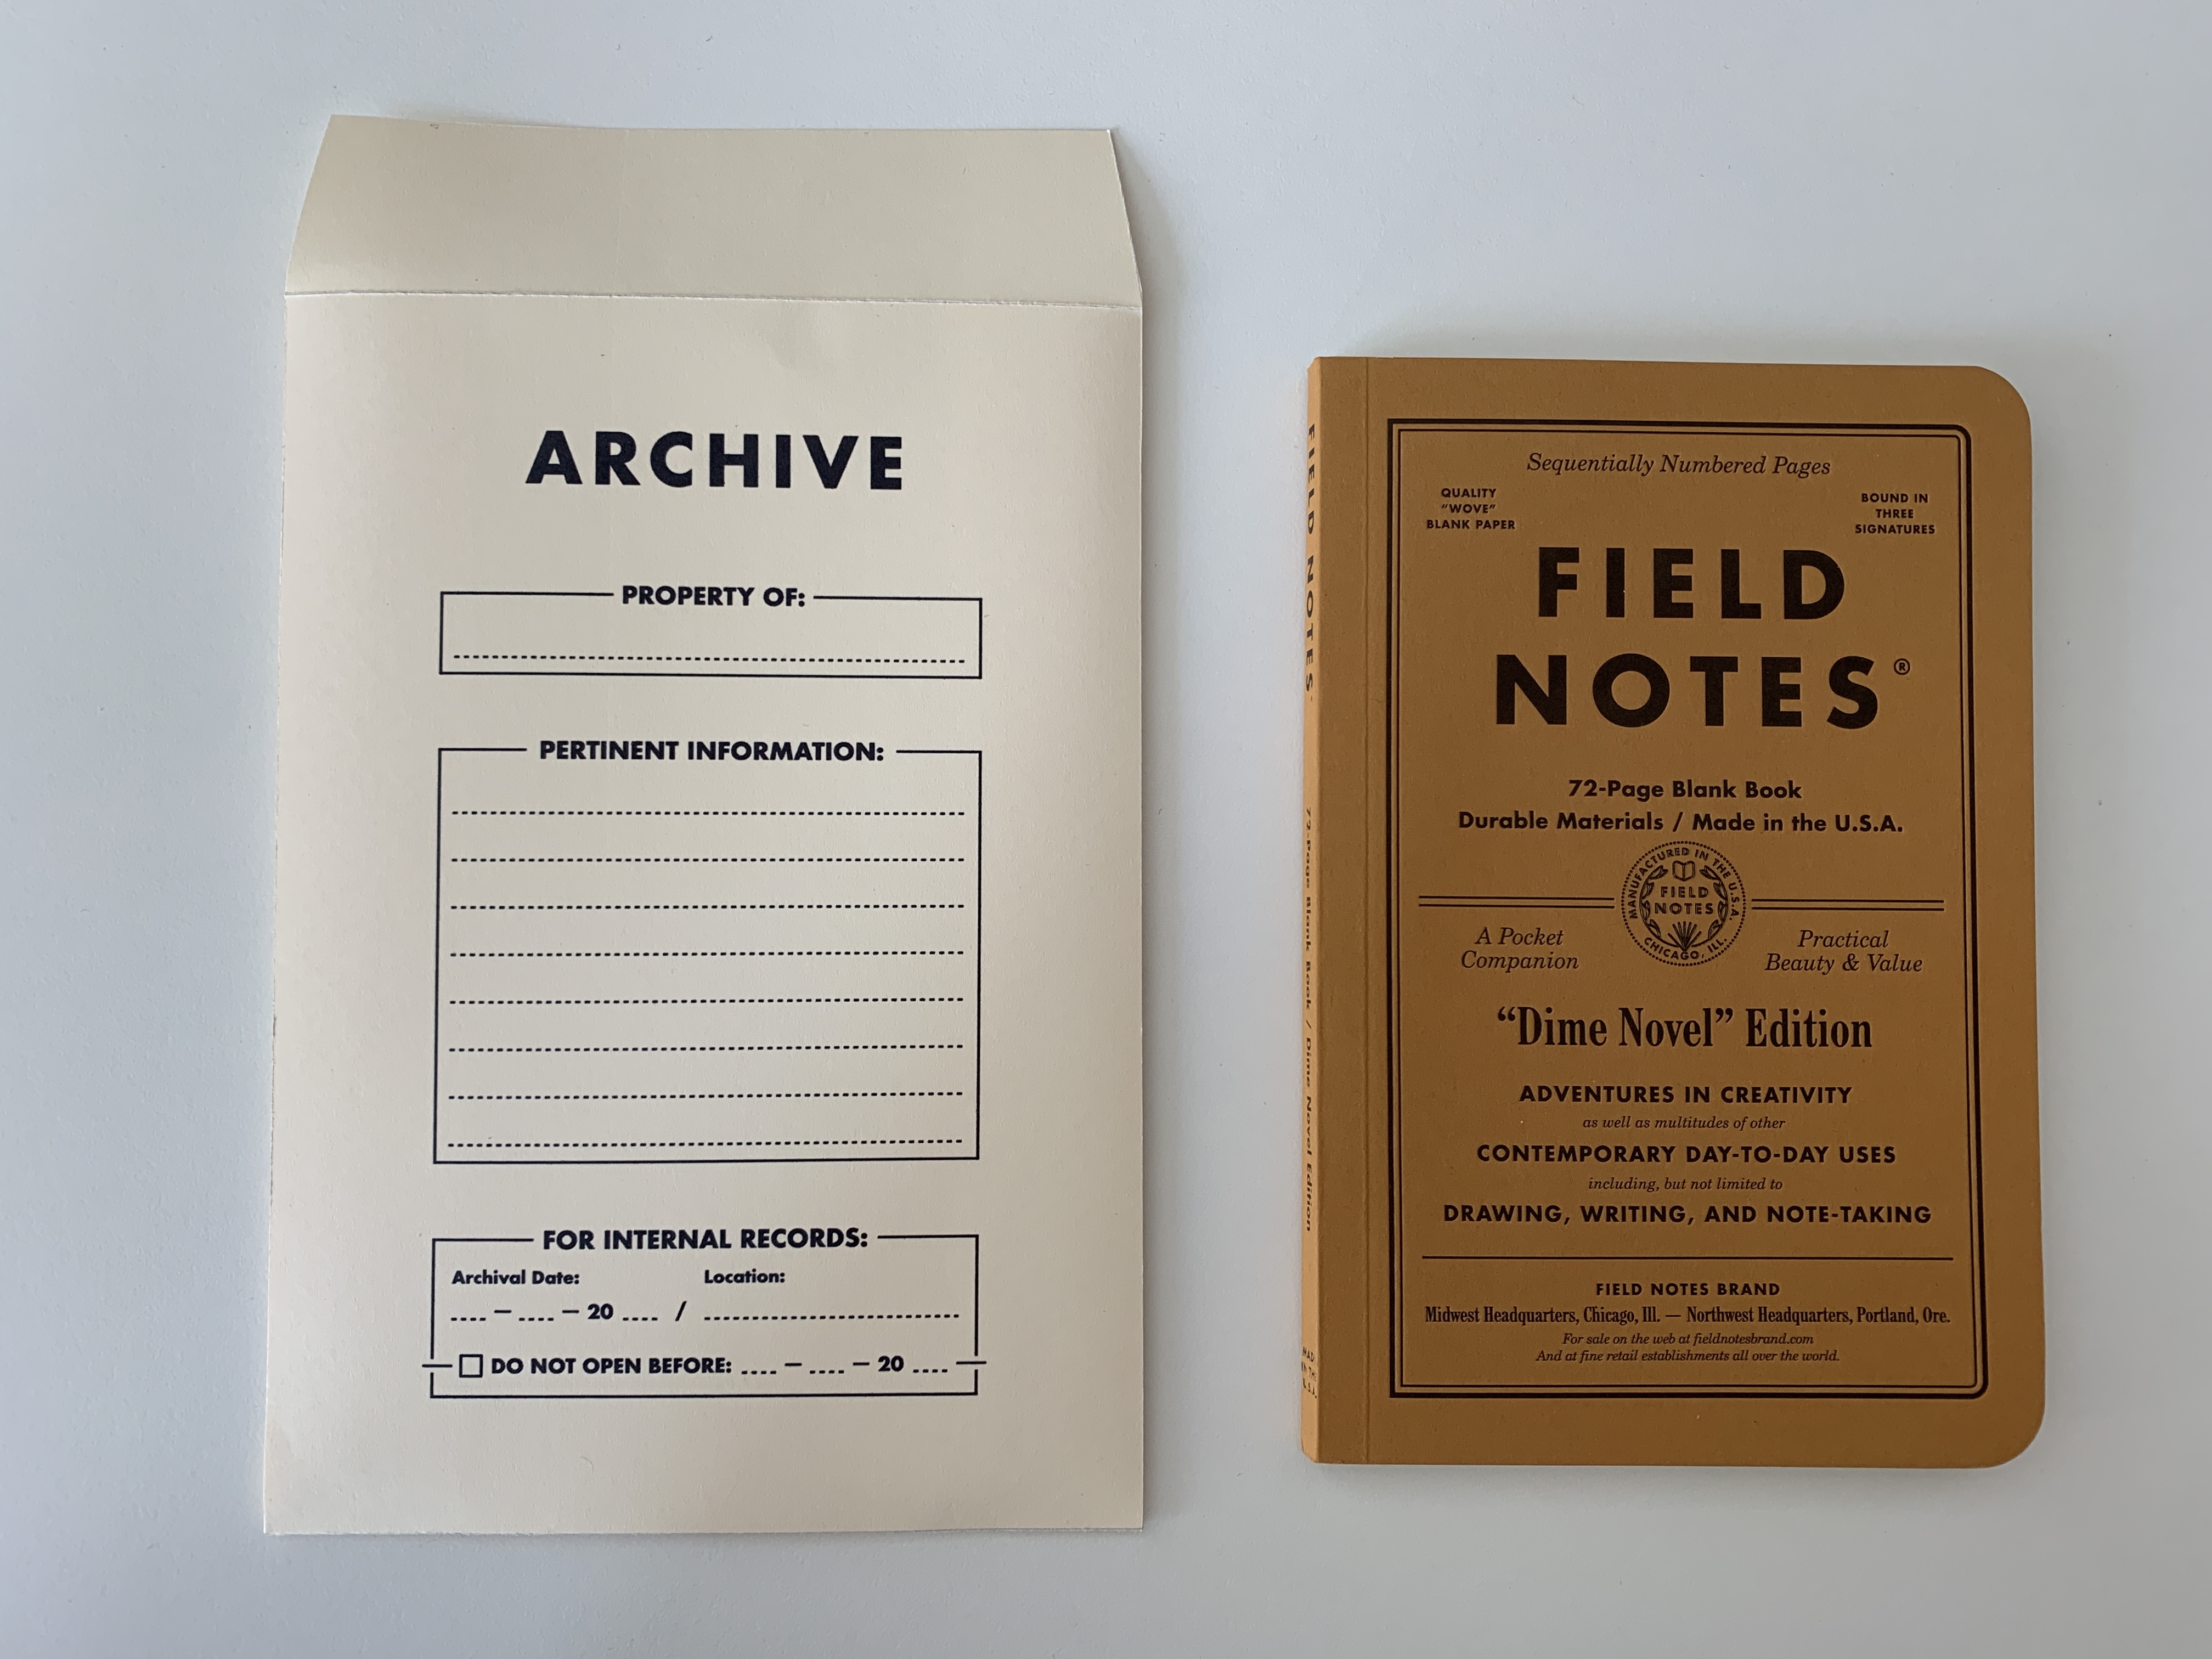 ARCHIVE
PROPERTY OF:
PERTINENT INFORMATION:
FOR INTERNAL RECORDS:
Archival Date: Location:
.... – .... – 20 .... /
DO NOT OPEN BEFORE: .... – .... – 20 ....
FIELD NOTES
72-Page Blank Book / Dime Novel Edition
MADE
IN THE
U.S.A.
Sequentially Numbered Pages
QUALITY
“WOVE”
BLANK PAPER
BOUND IN
THREE
SIGNATURES
FIELD
NOTES®
72-Page Blank Book
Durable Materials / Made in the U.S.A.
MANUFACTURED IN THE U.S.A.
FIELD
NOTES
CHICAGO, ILL.
A Pocket
Companion
Practical
Beauty & Value
“Dime Novel” Edition
ADVENTURES IN CREATIVITY
as well as multitudes of other
CONTEMPORARY DAY-TO-DAY USES
including, but not limited to
DRAWING, WRITING, AND NOTE-TAKING
FIELD NOTES BRAND
Midwest Headquarters, Chicago, Ill. — Northwest Headquarters, Portland, Ore.
For sale on the web at fieldnotesbrand.com
And at fine retail establishments all over the world.